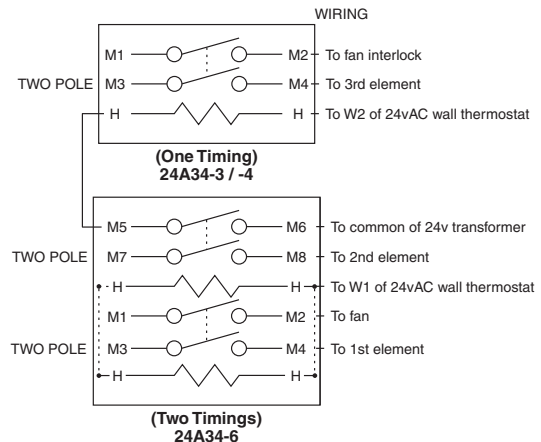 WIRING
M1 M2 To fan interlock
TWO POLE M3 M4 To 3rd element
H H To W2 of 24vAC wall thermostat
(One Timing)
24A34-3 / -4
M5 M6 To common of 24v transformer
TWO POLE M7 M8 To 2nd element
H H To W1 of 24vAC wall thermostat
M1 M2 To fan
TWO POLE M3 M4 To 1st element
H H
(Two Timings)
24A34-6